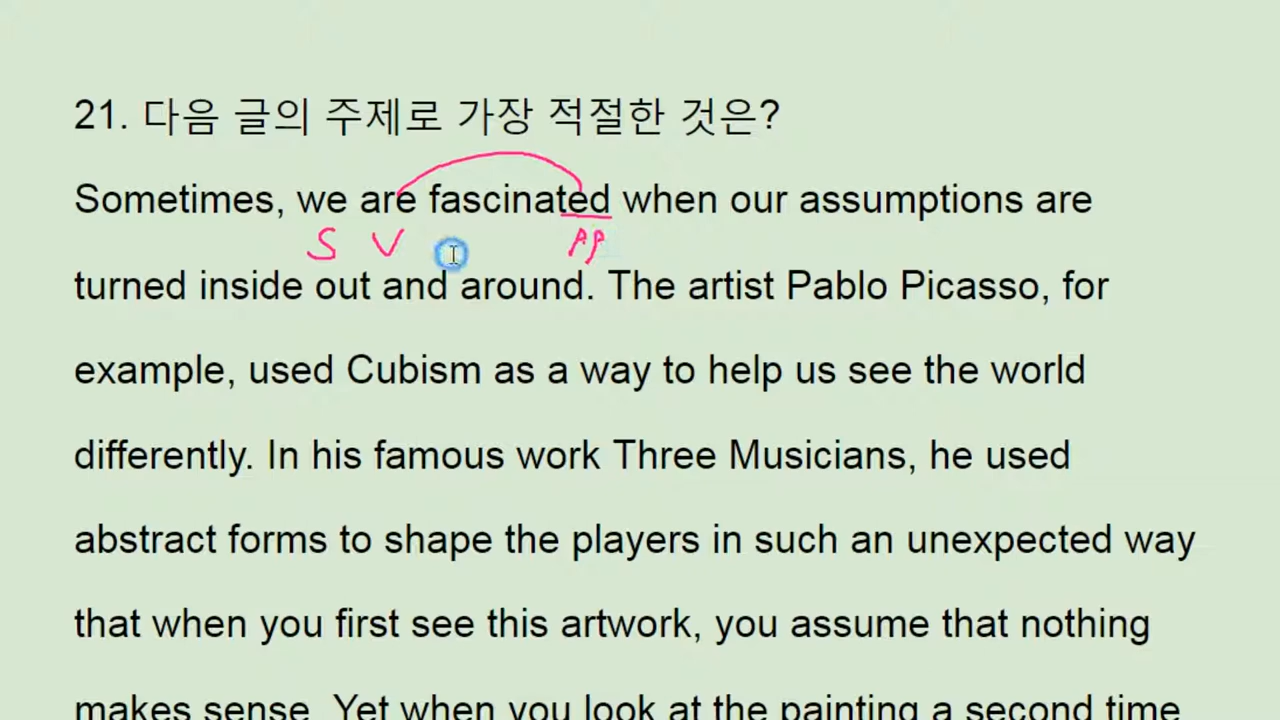 21. 다음 글의 주제로 가장 적절한 것은?
Sometimes, we are fascinated when our assumptions are
S V PP
turned inside out and around. The artist Pablo Picasso, for
example, used Cubism as a way to help us see the world
differently. In his famous work Three Musicians, he used
abstract forms to shape the players in such an unexpected way
that when you first see this artwork, you assume that nothing
makes sense. Yet when you look at the painting a second time